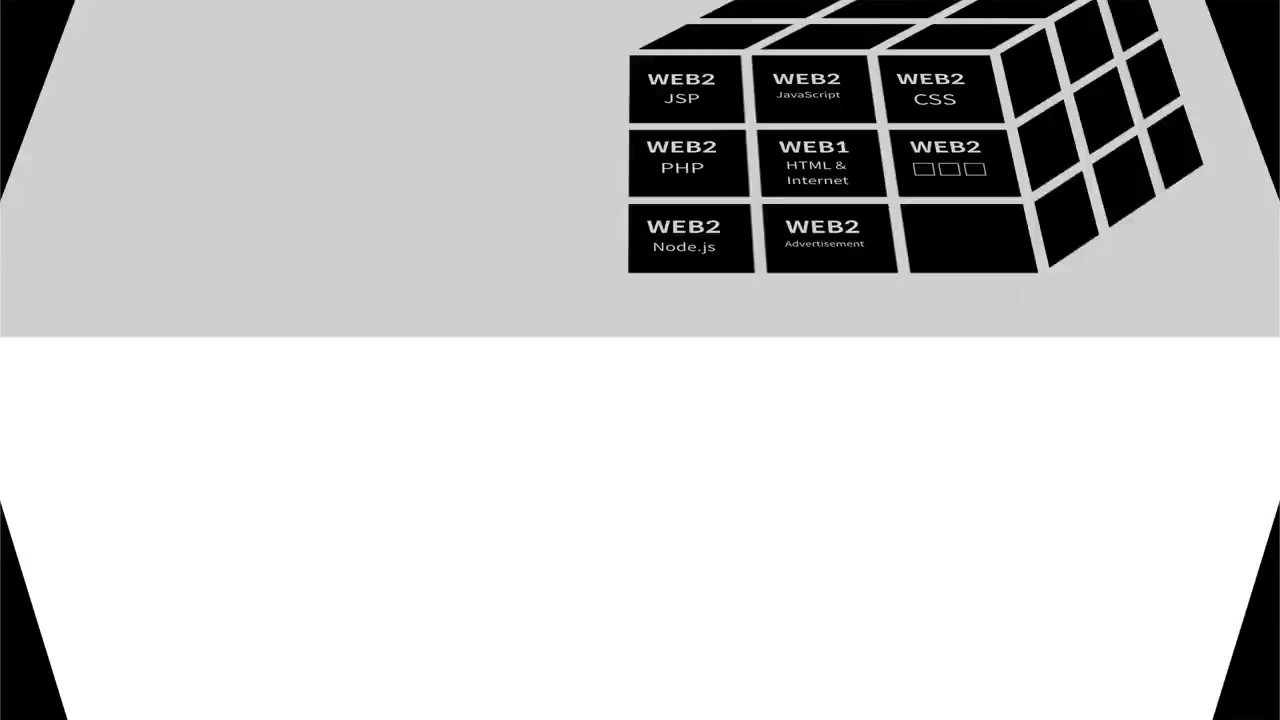 WEB2
JSP
WEB2
JavaScript
WEB2
CSS
WEB2
PHP
WEB1
HTML &
Internet
WEB2
□□□
WEB2
Node.js
WEB2
Advertisement